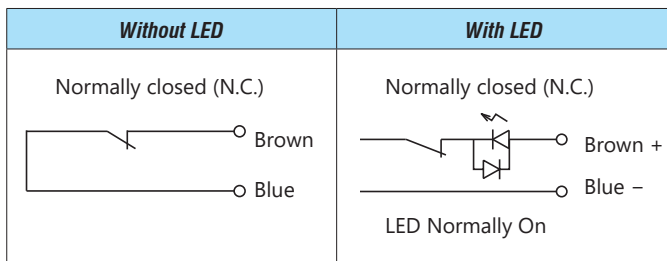 Without LED
With LED
Normally closed (N.C.)
Normally closed (N.C.)
Brown
Blue
Brown +
Blue −
LED Normally On